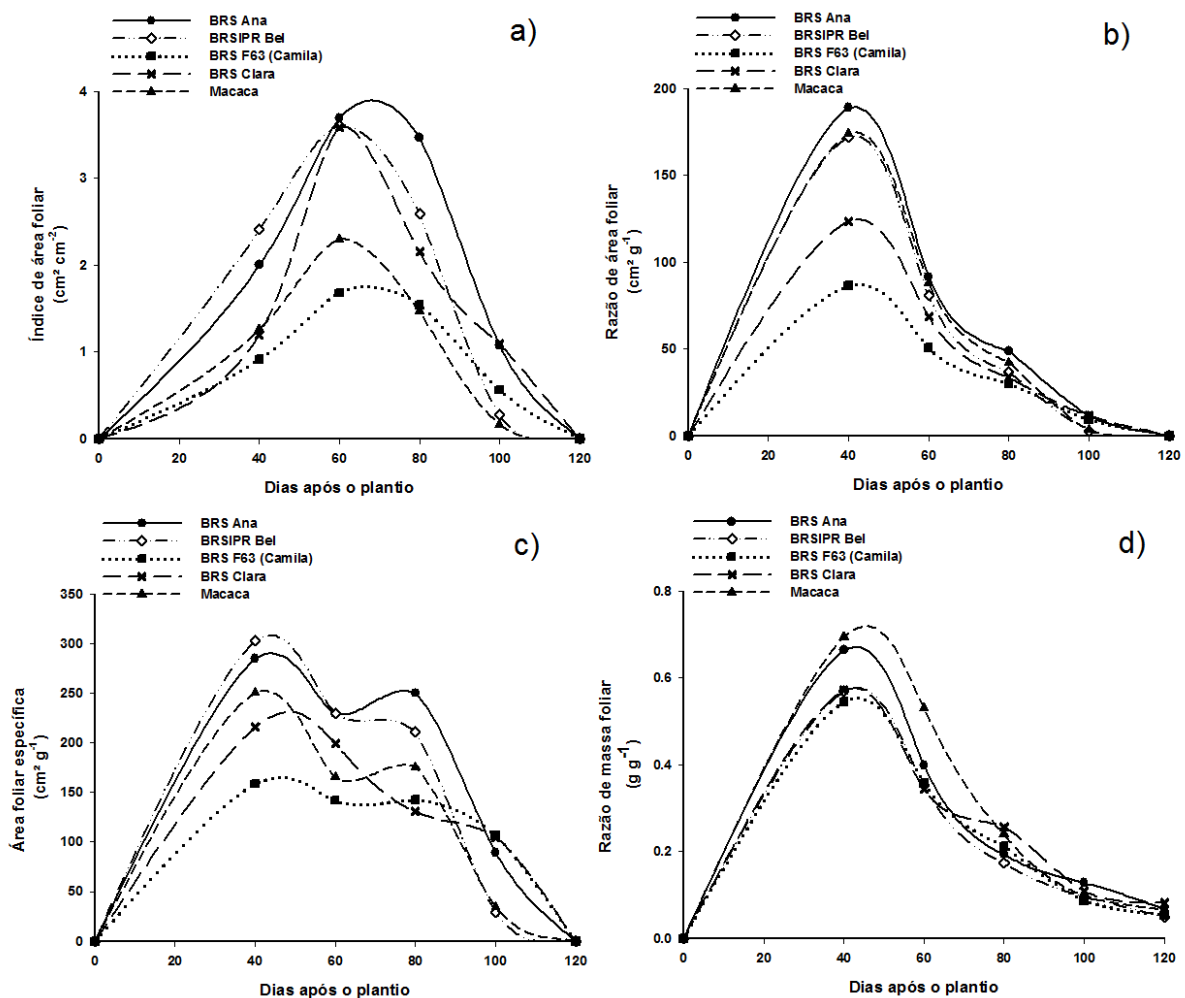 BRS Ana
BRSIPR Bel
BRS F63 (Camila)
BRS Clara
Macaca
a)
4
3
2
1
0
Índice de área foliar
(cm² cm⁻²)
0 20 40 60 80 100 120
Dias após o plantio
BRS Ana
BRSIPR Bel
BRS F63 (Camila)
BRS Clara
Macaca
b)
200
150
100
50
0
Razão de área foliar
(cm² g⁻¹)
0 20 40 60 80 100 120
Dias após o plantio
BRS Ana
BRSIPR Bel
BRS F63 (Camila)
BRS Clara
Macaca
c)
350
300
250
200
150
100
50
0
Área foliar específica
(cm² g⁻¹)
0 20 40 60 80 100 120
Dias após o plantio
BRS Ana
BRSIPR Bel
BRS F63 (Camila)
BRS Clara
Macaca
d)
0.8
0.6
0.4
0.2
0.0
Razão de massa foliar
(g g⁻¹)
0 20 40 60 80 100 120
Dias após o plantio